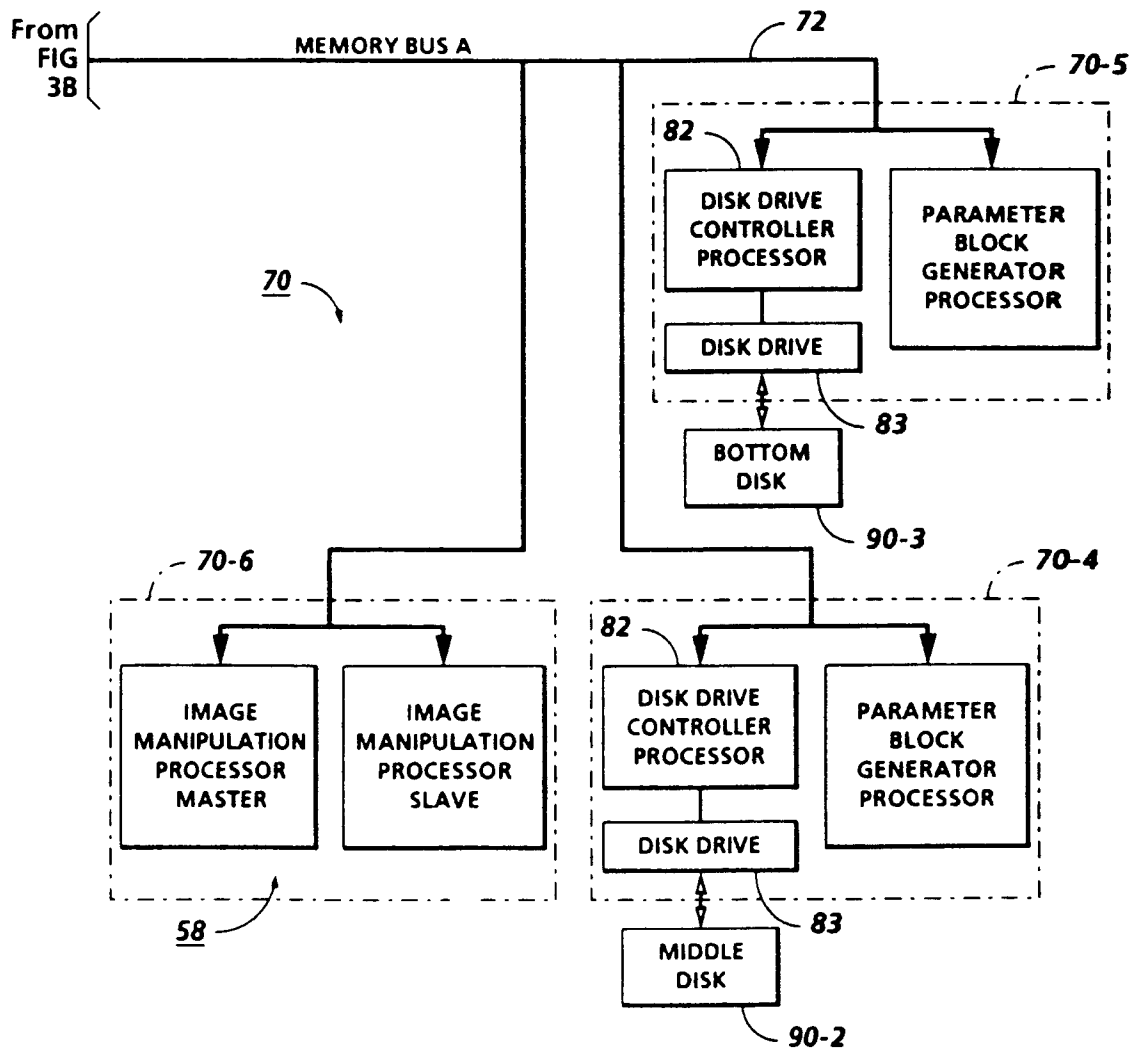 From
FIG
3B
MEMORY BUS A
72
70-5
82
DISK DRIVE
CONTROLLER
PROCESSOR
PARAMETER
BLOCK
GENERATOR
PROCESSOR
70
DISK DRIVE
83
BOTTOM
DISK
90-3
70-6
70-4
82
IMAGE
MANIPULATION
PROCESSOR
MASTER
IMAGE
MANIPULATION
PROCESSOR
SLAVE
DISK DRIVE
CONTROLLER
PROCESSOR
PARAMETER
BLOCK
GENERATOR
PROCESSOR
DISK DRIVE
58
83
MIDDLE
DISK
90-2